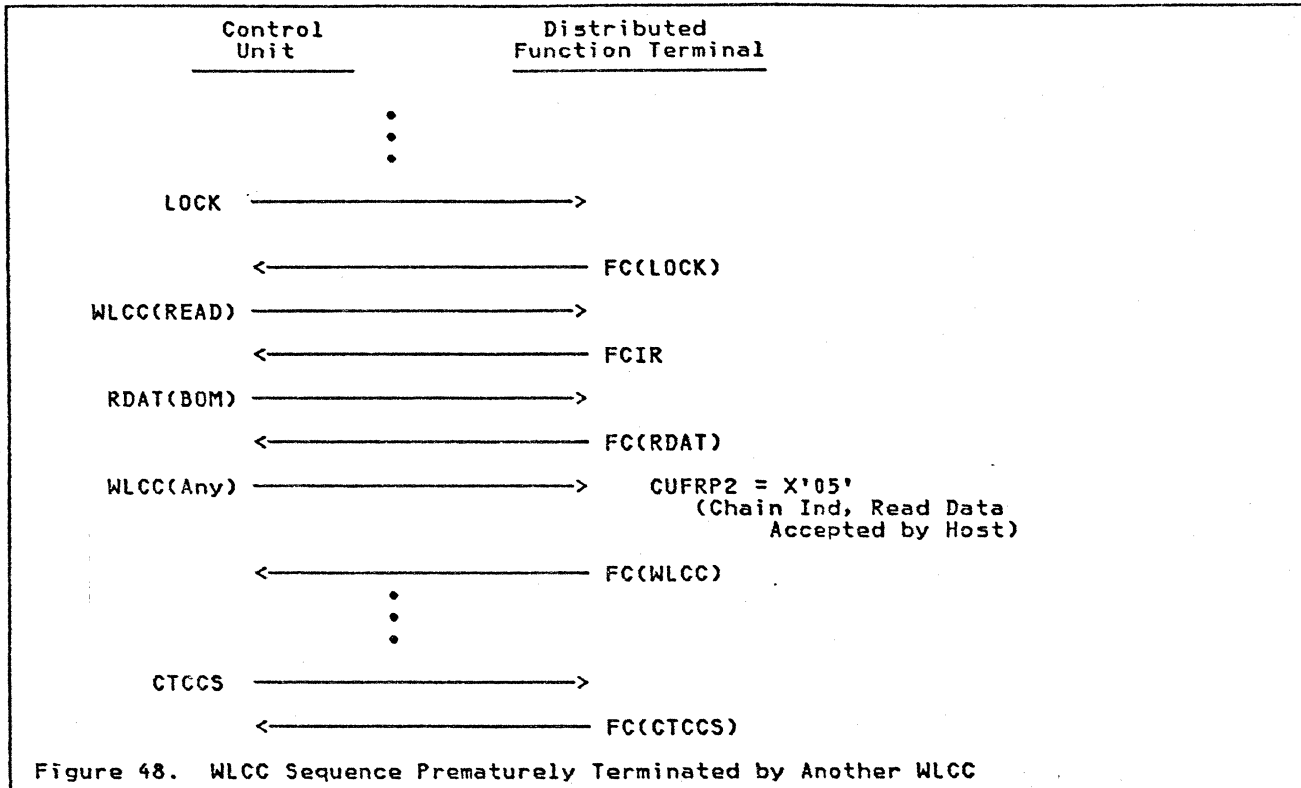 Control Distributed
Unit Function Terminal
LOCK
FC(LOCK)
WLCC(READ)
FCIR
RDAT(BOM)
FC(RDAT)
WLCC(Any) CUFRP2 = X'05'
(Chain Ind, Read Data
Accepted by Host)
FC(WLCC)
CTCCS
FC(CTCCS)
Figure 48. WLCC Sequence Prematurely Terminated by Another WLCC